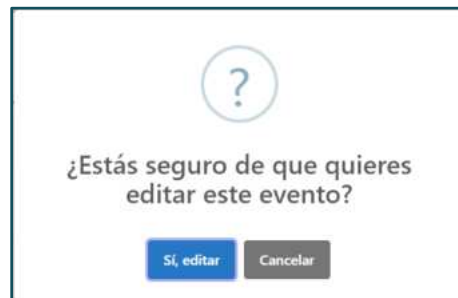 ?
¿Estás seguro de que quieres
editar este evento?
Sí, editar Cancelar